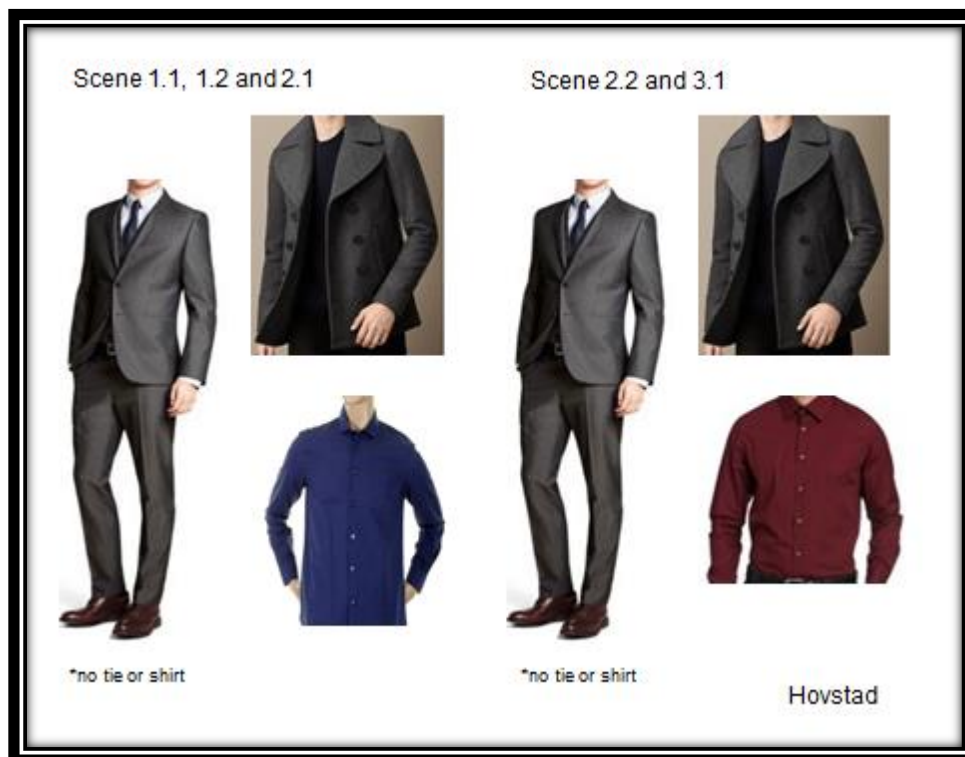 Scene 1.1, 1.2 and 2.1
Scene 2.2 and 3.1
*no tie or shirt
*no tie or shirt
Hovstad